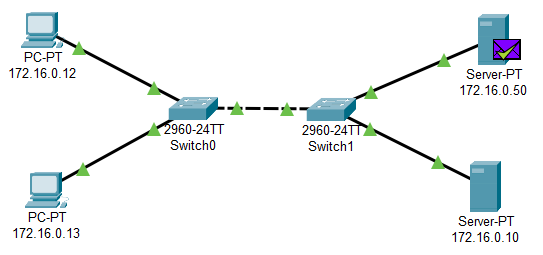 PC-PT
172.16.0.12
Server-PT
172.16.0.50
2960-24TT
Switch0
2960-24TT
Switch1
PC-PT
172.16.0.13
Server-PT
172.16.0.10